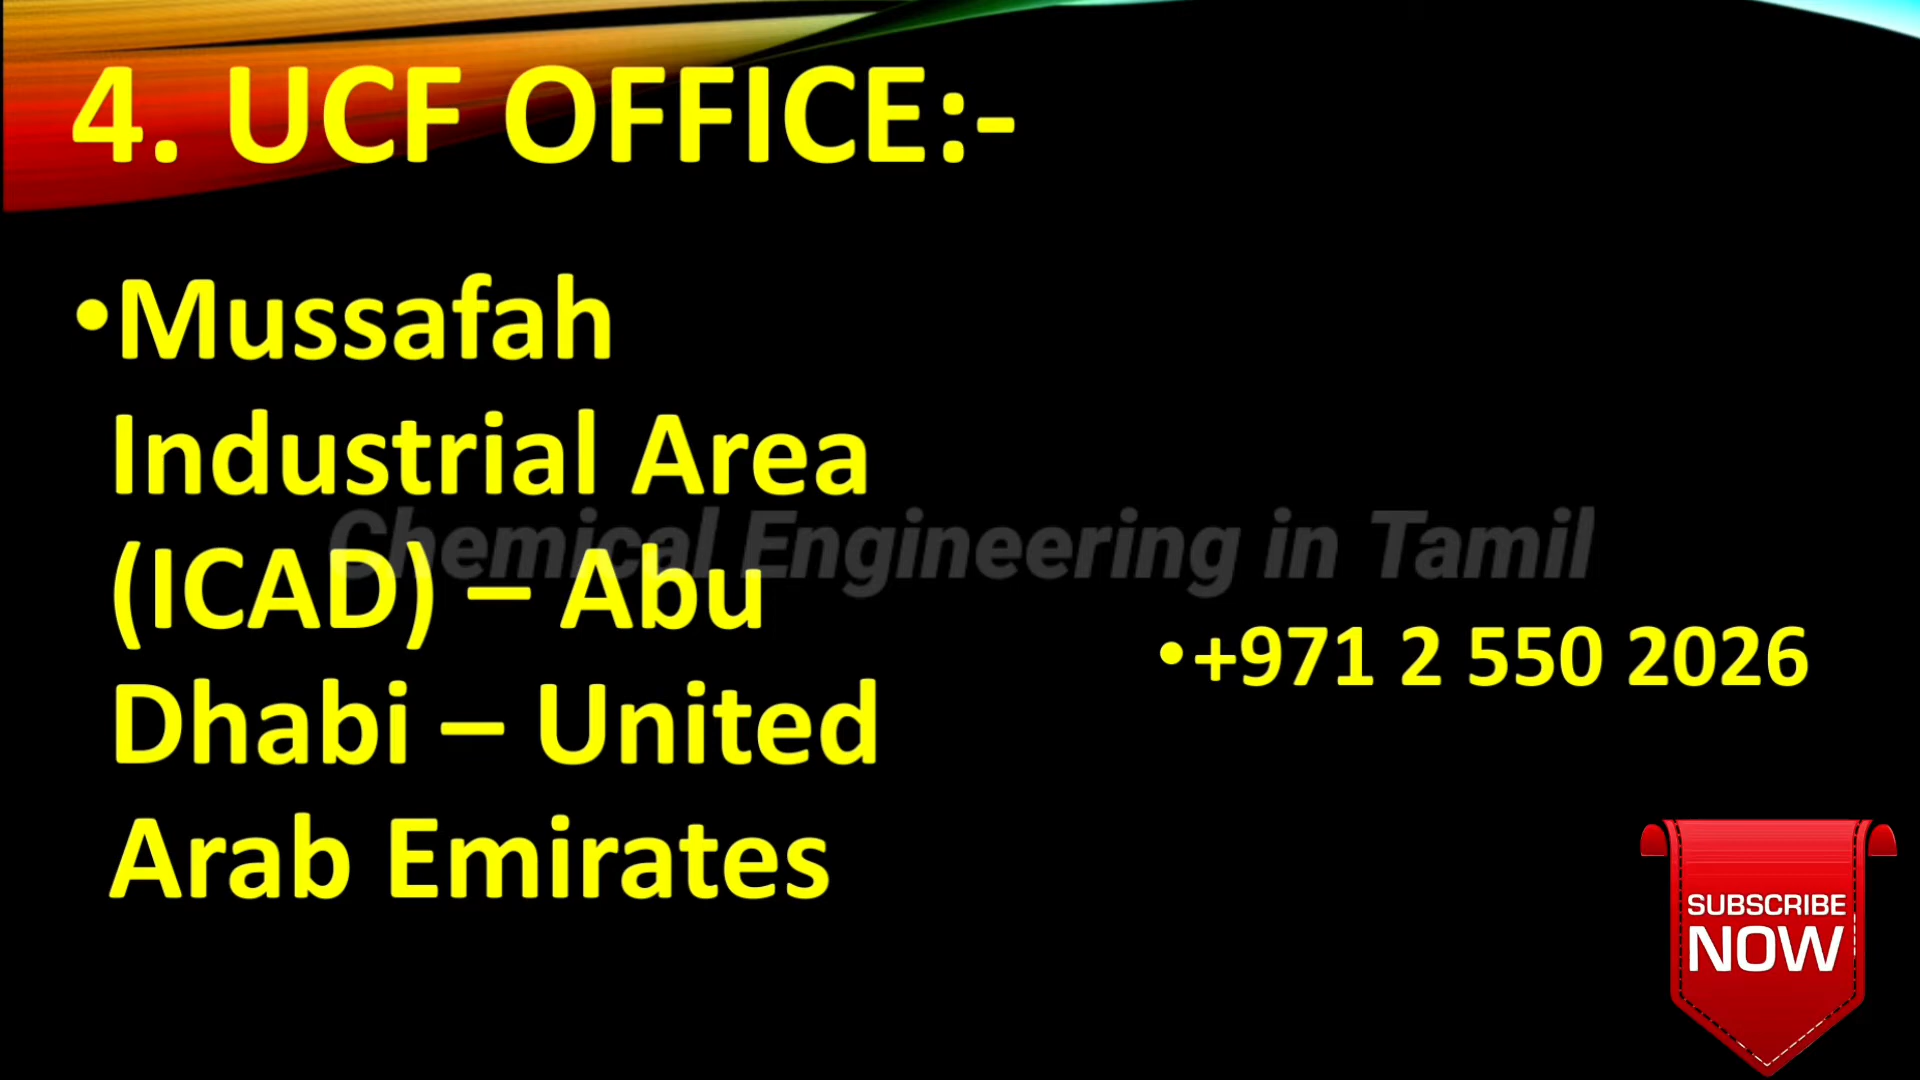 4. UCF OFFICE:-
•Mussafah
Industrial Area
(ICAD) – Abu
Dhabi – United
Arab Emirates
Chemical Engineering in Tamil
•+971 2 550 2026
SUBSCRIBE
NOW